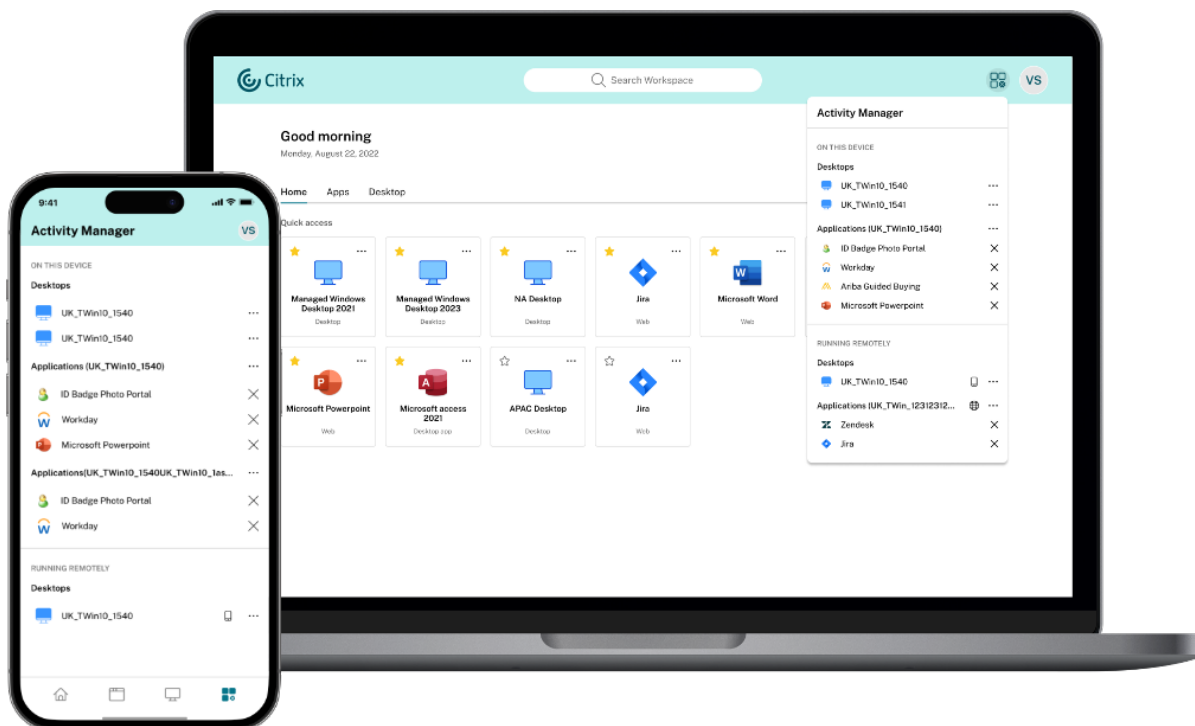 Citrix
Search Workspace
VS
Good morning
Monday, August 22, 2022
Home Apps Desktop
Quick access
Managed Windows
Desktop 2021
Desktop
Managed Windows
Desktop 2023
Desktop
NA Desktop
Desktop
Jira
Web
Microsoft Word
Web
Microsoft Powerpoint
Web
Microsoft access
2021
Desktop app
APAC Desktop
Desktop
Jira
Web
Activity Manager
ON THIS DEVICE
Desktops
UK_TWin10_1540
UK_TWin10_1541
Applications (UK_TWin10_1540)
ID Badge Photo Portal
Workday
Ariba Guided Buying
Microsoft Powerpoint
RUNNING REMOTELY
Desktops
UK_TWin10_1540
Applications (UK_TWin_12312312...
Zendesk
Jira
9:41
Activity Manager
VS
ON THIS DEVICE
Desktops
UK_TWin10_1540
UK_TWin10_1540
Applications (UK_TWin10_1540)
ID Badge Photo Portal
Workday
Microsoft Powerpoint
Applications(UK_TWin10_1540UK_TWin10_1as...
ID Badge Photo Portal
Workday
RUNNING REMOTELY
Desktops
UK_TWin10_1540